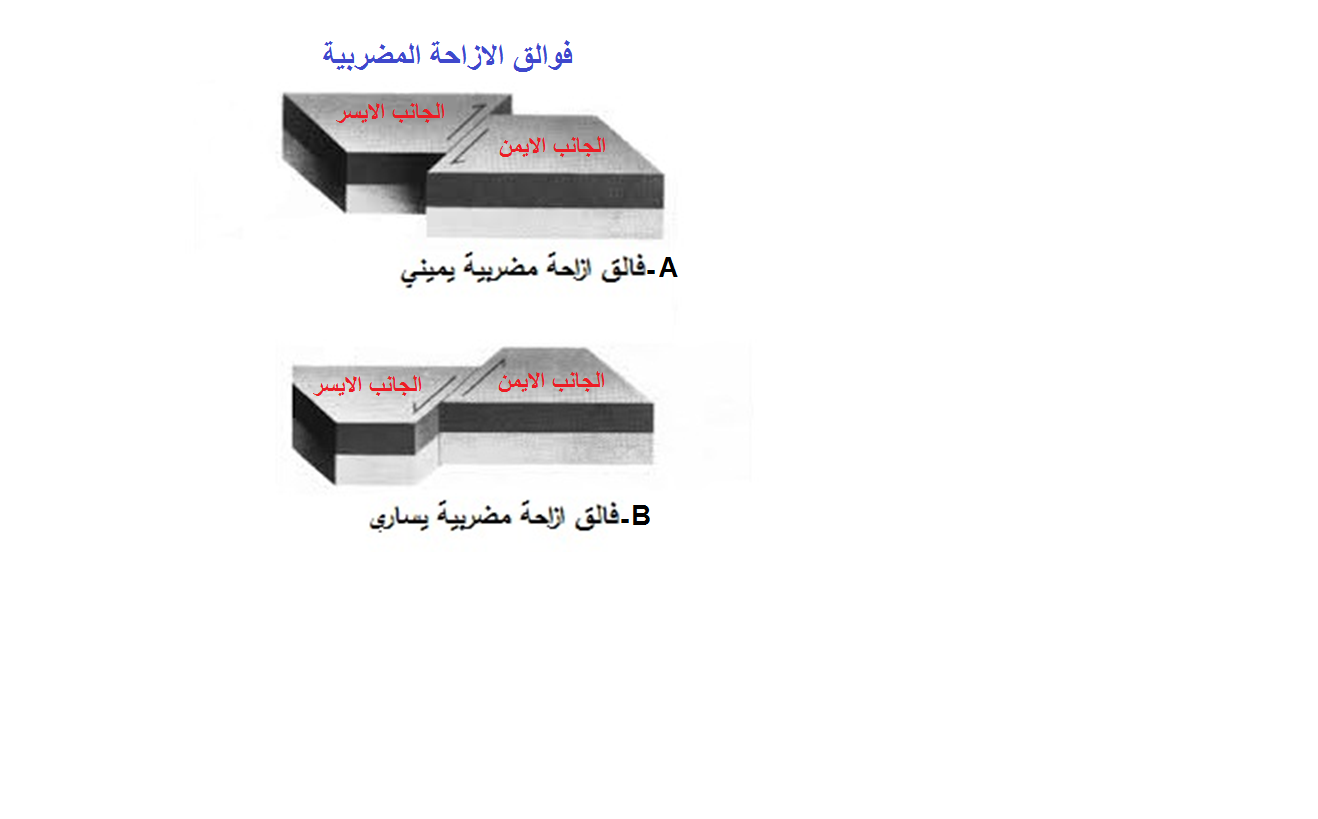 فوالق الازاحة المضربية
الجانب الايسر
الجانب الايمن
A-فالق ازاحة مضربية يميني
الجانب الايسر
الجانب الايمن
B-فالق ازاحة مضربية يساري